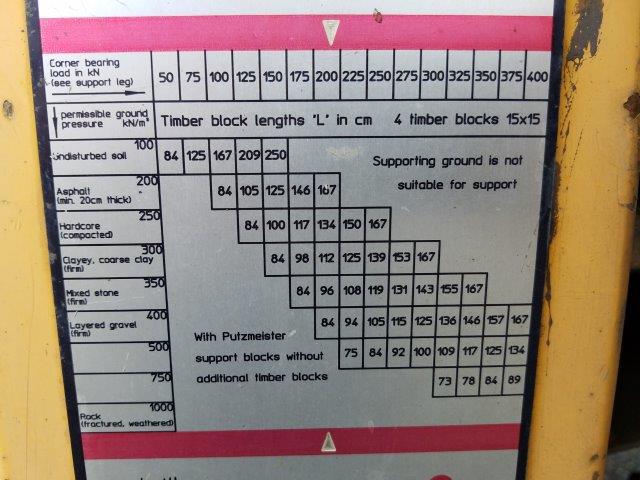 Corner bearing
load in kN
(see support leg)
50 75 100 125 150 175 200 225 250 275 300 325 350 375 400
permissible ground
pressure kN/m²
Timber block lengths "L" in cm 4 timber blocks 15x15
100
Undisturbed soil
84 125 167 209 250
Supporting ground is not
suitable for support
200
Asphalt
(min. 20cm thick)
84 105 125 146 167
250
Hardcore
(compacted)
84 100 117 134 150 167
300
Clayey, coarse clay
(firm)
84 98 112 125 139 153 167
350
Mixed stone
(firm)
84 96 108 119 131 143 155 167
400
Layered gravel
(firm)
84 94 105 115 125 136 146 157 167
500
75 84 92 100 109 117 125 134
750
73 78 84 89
With Putzmeister
support blocks without
additional timber blocks
1000
Rock
(fractured, weathered)